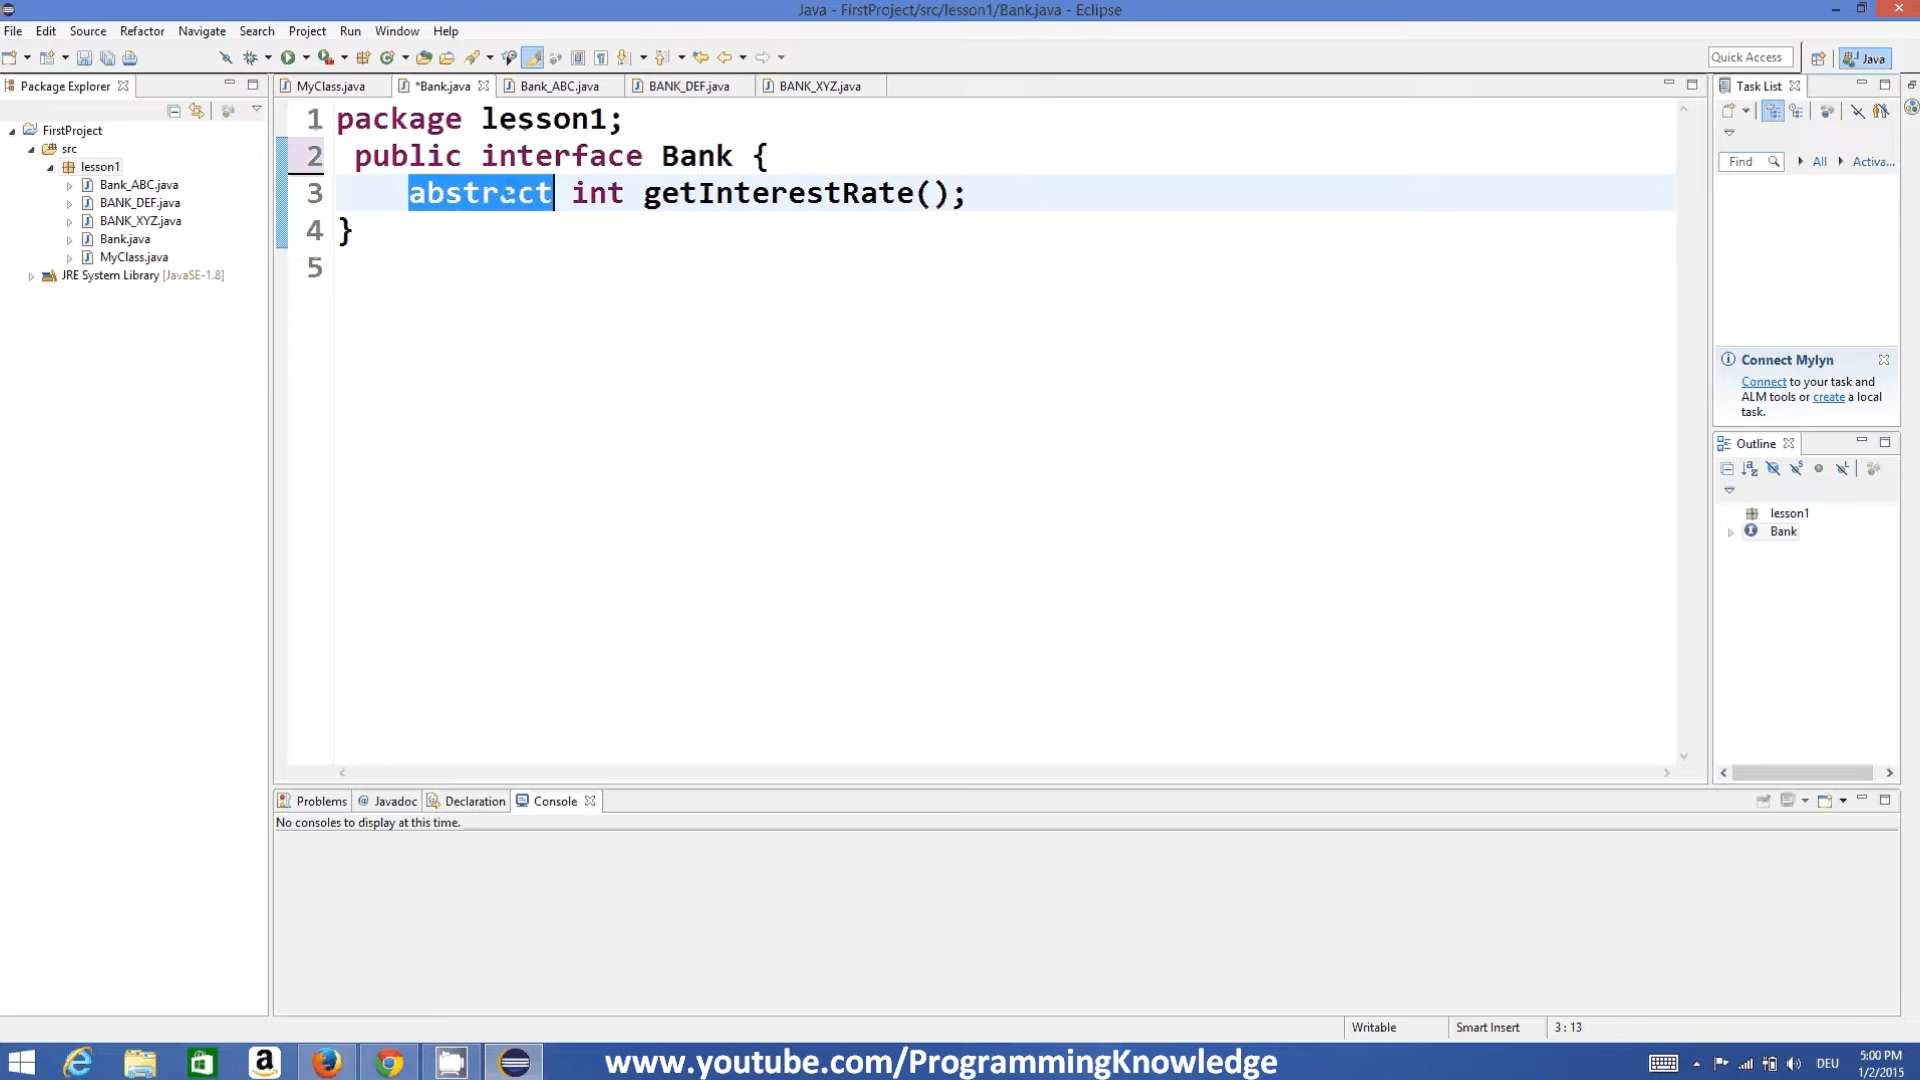 Java - FirstProject/src/lesson1/Bank.java - Eclipse
File Edit Source Refactor Navigate Search Project Run Window Help
Quick Access
Java
Package Explorer
MyClass.java
*Bank.java
Bank_ABC.java
BANK_DEF.java
BANK_XYZ.java
Task List
FirstProject
src
lesson1
Bank_ABC.java
BANK_DEF.java
BANK_XYZ.java
Bank.java
MyClass.java
JRE System Library [JavaSE-1.8]
1 package lesson1;
2 public interface Bank {
3 abstract int getInterestRate();
4 }
5
Find All Activa...
Connect Mylyn
Connect to your task and
ALM tools or create a local
task.
Outline
lesson1
Bank
Problems @ Javadoc Declaration Console
No consoles to display at this time.
Writable Smart Insert 3 : 13
www.youtube.com/ProgrammingKnowledge
DEU
5:00 PM
1/2/2015